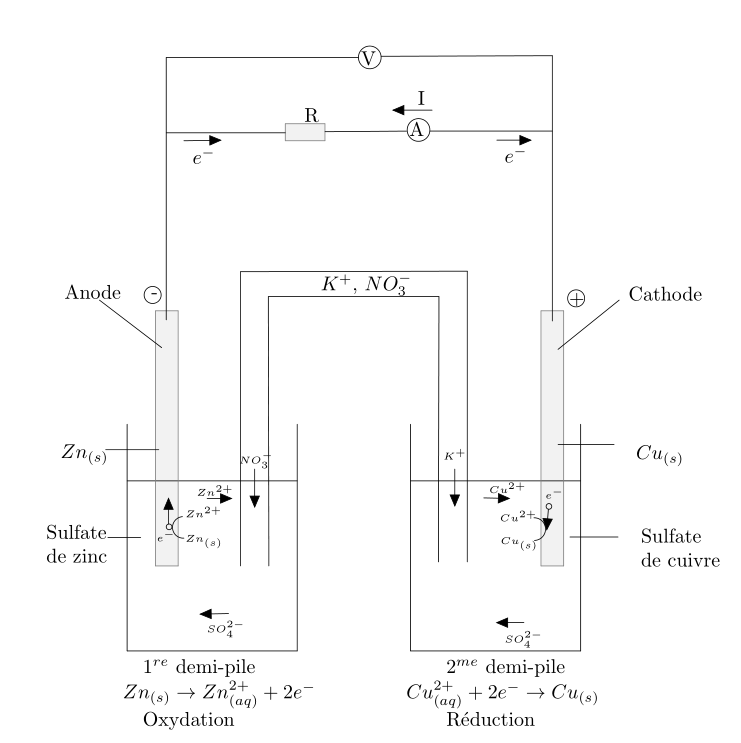 V
I
R
A
e⁻
e⁻
K⁺, NO₃⁻
Anode
-
+
Cathode
Zn(s)
NO₃⁻
K⁺
Cu(s)
Zn²⁺
Cu²⁺
e⁻
Zn²⁺
Cu²⁺
Sulfate
de zinc
e⁻
Zn(s)
Cu(s)
Sulfate
de cuivre
SO₄²⁻
SO₄²⁻
1ʳᵉ demi-pile
Zn(s) → Zn²⁺(aq) + 2e⁻
Oxydation
2ᵐᵉ demi-pile
Cu²⁺(aq) + 2e⁻ → Cu(s)
Réduction